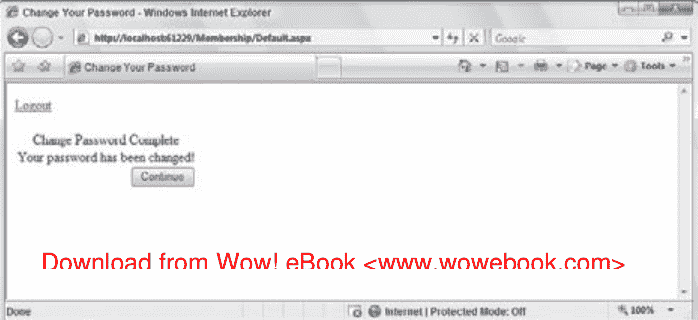 Change Your Password - Windows Internet Explorer
http://localhost:61229/Membership/Default.aspx
Google
Change Your Password
Page
Tools
Logout
Change Password Complete
Your password has been changed!
Continue
Download from Wow! eBook <www.wowebook.com>
Done
Internet | Protected Mode: Off
100%